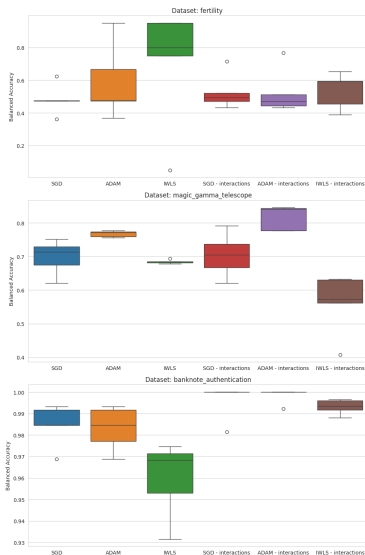 Dataset: fertility
Balanced Accuracy
0.8
0.6
0.4
0.2
SGD ADAM IWLS SGD - interactions ADAM - interactions IWLS - interactions
Dataset: magic_gamma_telescope
Balanced Accuracy
0.8
0.7
0.6
0.5
0.4
SGD ADAM IWLS SGD - interactions ADAM - interactions IWLS - interactions
Dataset: banknote_authentication
Balanced Accuracy
1.00
0.99
0.98
0.97
0.96
0.95
0.94
0.93
SGD ADAM IWLS SGD - interactions ADAM - interactions IWLS - interactions